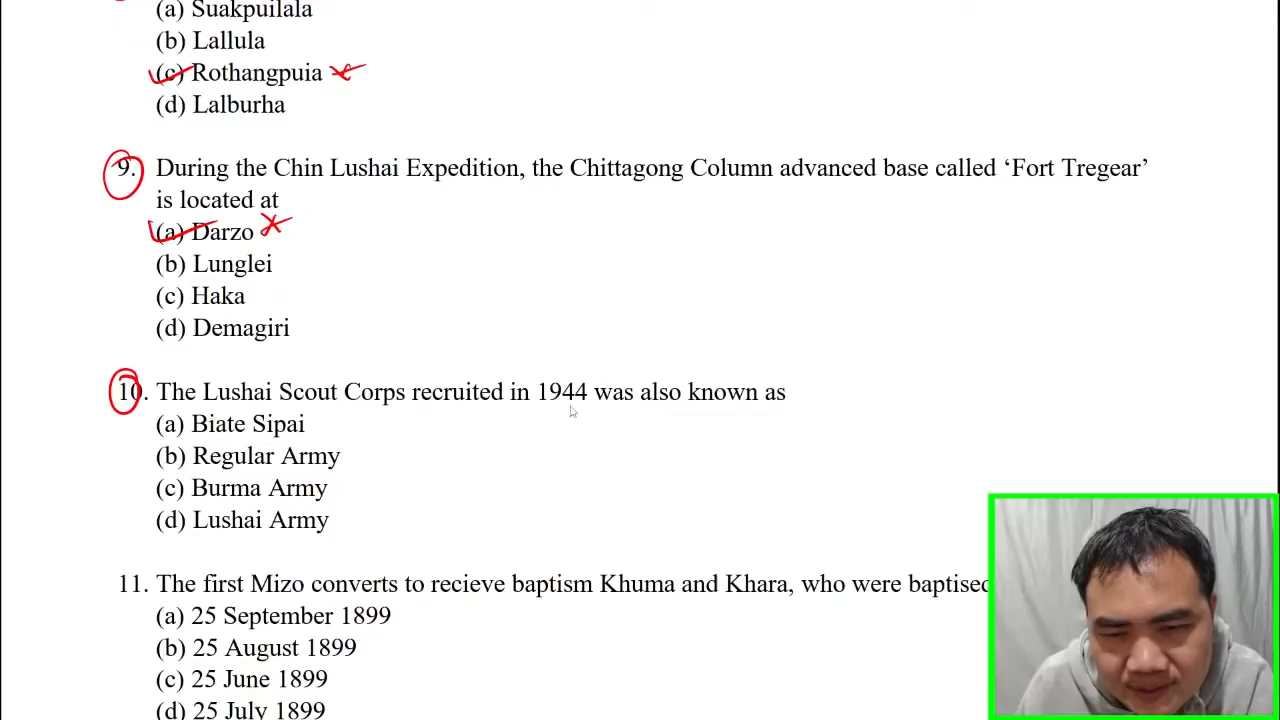 (a) Suakpuilala
(b) Lallula
(c) Rothangpuia
(d) Lalburha
9. During the Chin Lushai Expedition, the Chittagong Column advanced base called ‘Fort Tregear’
is located at
(a) Darzo
(b) Lunglei
(c) Haka
(d) Demagiri
10. The Lushai Scout Corps recruited in 1944 was also known as
(a) Biate Sipai
(b) Regular Army
(c) Burma Army
(d) Lushai Army
11. The first Mizo converts to recieve baptism Khuma and Khara, who were baptised
(a) 25 September 1899
(b) 25 August 1899
(c) 25 June 1899
(d) 25 July 1899